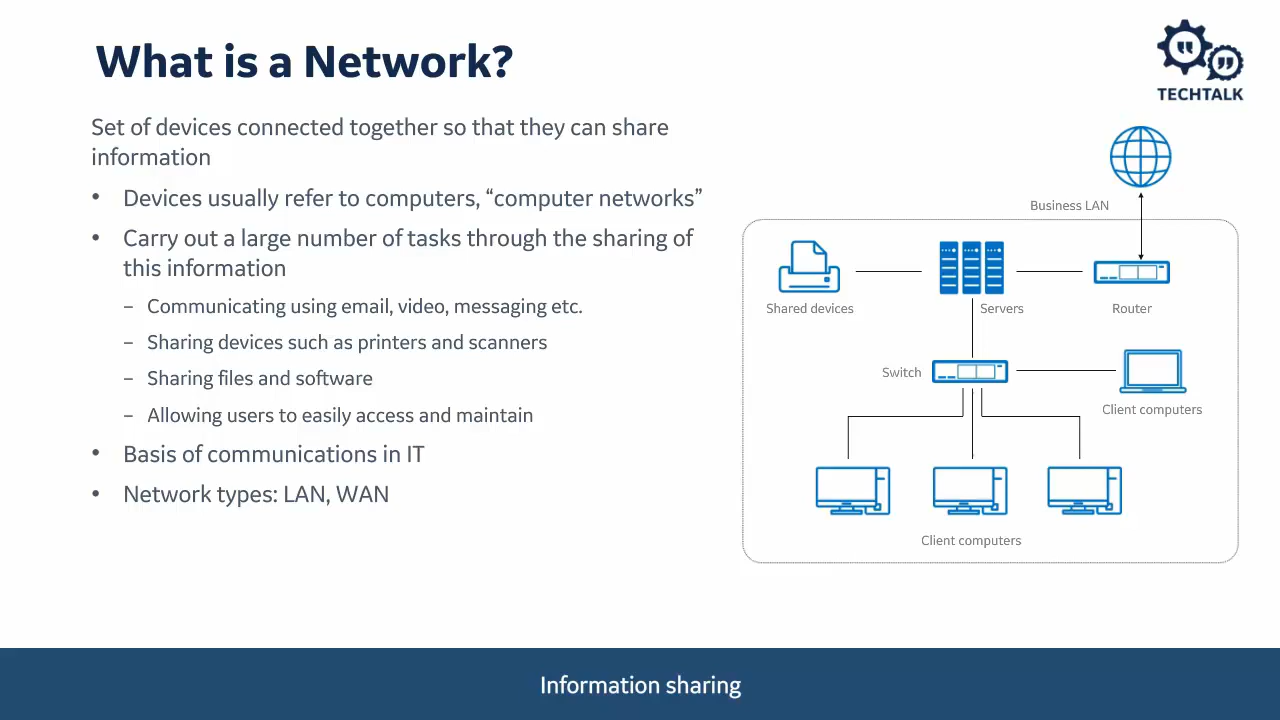 What is a Network?
TECHTALK
Set of devices connected together so that they can share
information
• Devices usually refer to computers, “computer networks”
• Carry out a large number of tasks through the sharing of
this information
– Communicating using email, video, messaging etc.
– Sharing devices such as printers and scanners
– Sharing files and software
– Allowing users to easily access and maintain
• Basis of communications in IT
• Network types: LAN, WAN
Business LAN
Shared devices
Servers
Router
Switch
Client computers
Client computers
Information sharing